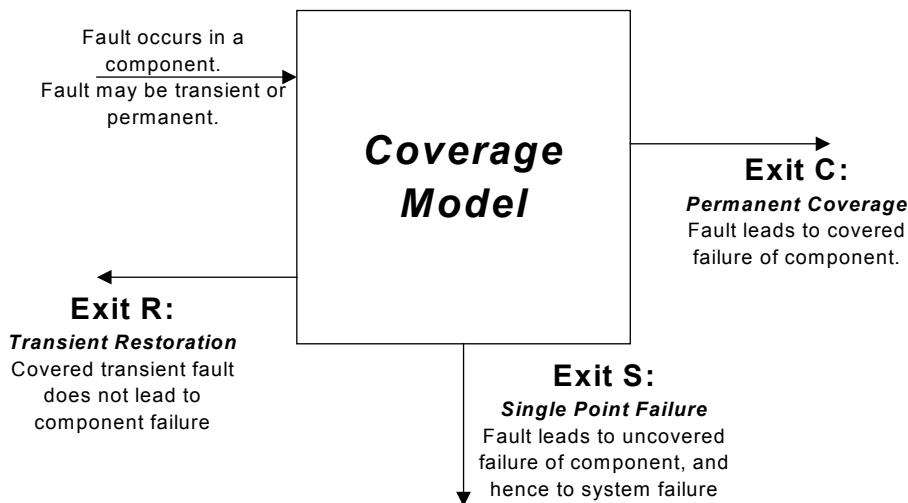 Fault occurs in a
component.
Fault may be transient or
permanent.
Coverage
Model
Exit C:
Permanent Coverage
Fault leads to covered
failure of component.
Exit R:
Transient Restoration
Covered transient fault
does not lead to
component failure
Exit S:
Single Point Failure
Fault leads to uncovered
failure of component, and
hence to system failure